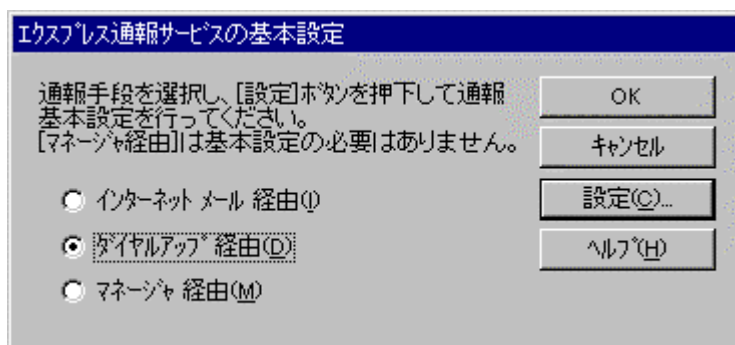 ｴｸｽﾌﾟﾚｽ通報ｻｰﾋﾞｽの基本設定
通報手段を選択し、[設定]ﾎﾞﾀﾝを押下して通報
基本設定を行ってください。
[ﾏﾈｰｼﾞｬ経由]は基本設定の必要はありません。
OK
ｷｬﾝｾﾙ
設定(C)...
ﾍﾙﾌﾟ(H)
ｲﾝﾀｰﾈｯﾄ ﾒｰﾙ 経由(I)
ﾀﾞｲﾔﾙｱｯﾌﾟ 経由(D)
ﾏﾈｰｼﾞｬ 経由(M)